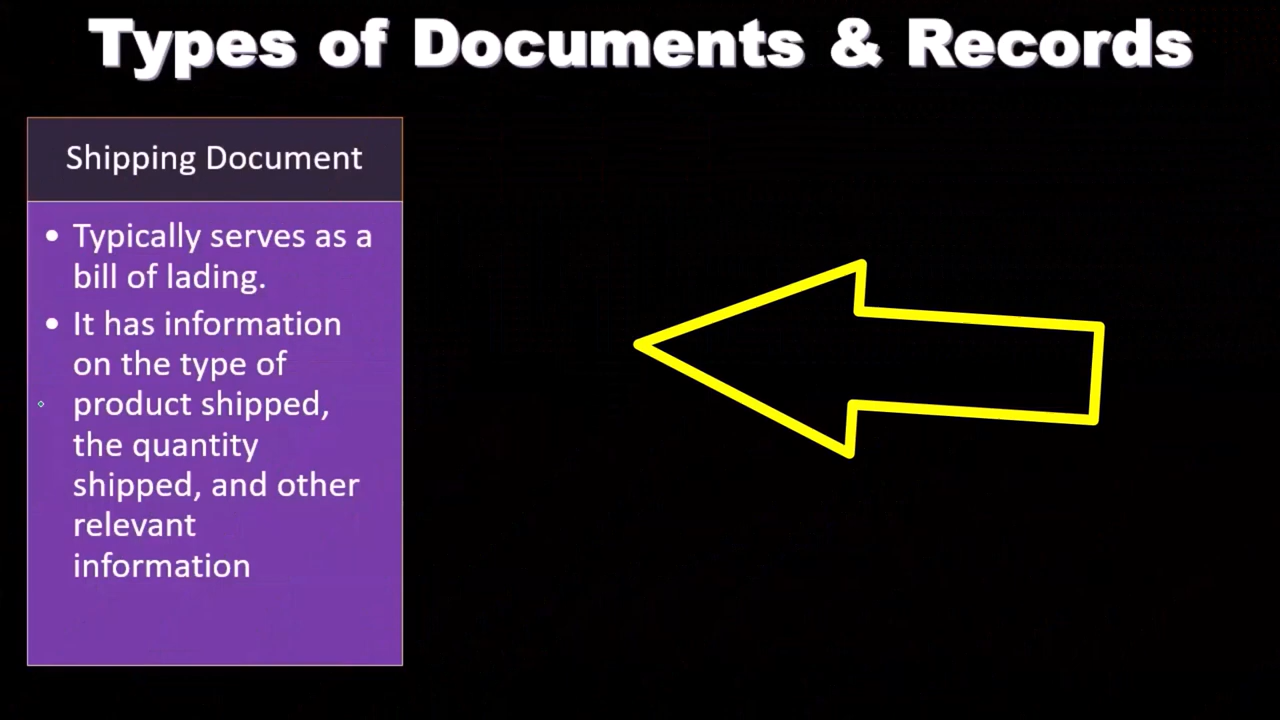 Types of Documents & Records
Shipping Document
• Typically serves as a
bill of lading.
• It has information
on the type of
product shipped,
the quantity
shipped, and other
relevant
information